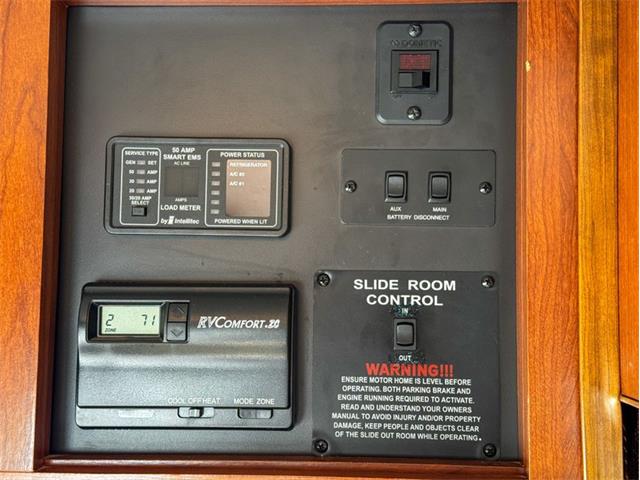 DOMETIC
SERVICE TYPE
GEN SET
50 AMP
30 AMP
20 AMP
30/20 AMP
SELECT
50 AMP
SMART EMS
AC LINE
AMPS
LOAD METER
by Intellitec
POWER STATUS
REFRIGERATOR
A/C #2
A/C #1
POWERED WHEN LIT
AUX MAIN
BATTERY DISCONNECT
2 71
ZONE
RVCOMFORT.ZC
COOL OFF HEAT MODE ZONE
SLIDE ROOM
CONTROL
IN
OUT
WARNING!!!
ENSURE MOTOR HOME IS LEVEL BEFORE
OPERATING. BOTH PARKING BRAKE AND
ENGINE RUNNING REQUIRED TO ACTIVATE.
READ AND UNDERSTAND YOUR OWNERS
MANUAL TO AVOID INJURY AND/OR PROPERTY
DAMAGE, KEEP PEOPLE AND OBJECTS CLEAR
OF THE SLIDE OUT ROOM WHILE OPERATING.